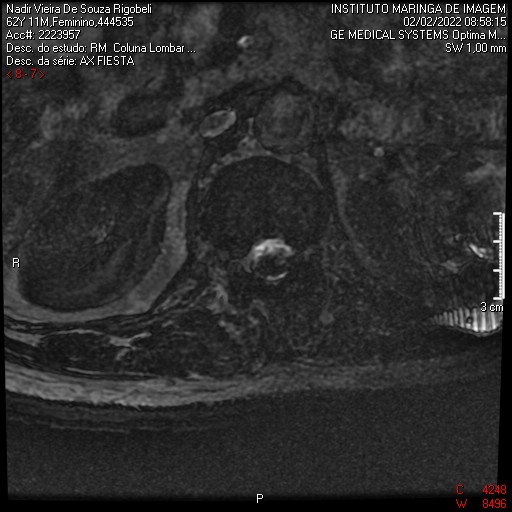 Nadir Vieira De Souza Rigobeli
62Y 11M,Feminino,444535
Acc#: 2223957
Desc. do estudo: RM Coluna Lombar ...
Desc. da série: AX FIESTA
< 8 - 7 >
INSTITUTO MARINGA DE IMAGEM
02/02/2022 08:58:15
GE MEDICAL SYSTEMS Optima M...
SW 1,00 mm
R
3 cm
P
C 4248
W 8496